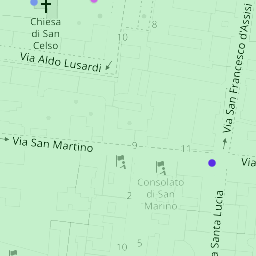 Chiesa
di San
Celso
8
10
Via Aldo Lusardi
Via San Francesco d'Assisi
Via San Martino
9
11
Via
Consolato
di San
Marino
2
a Santa Lucia
10
5